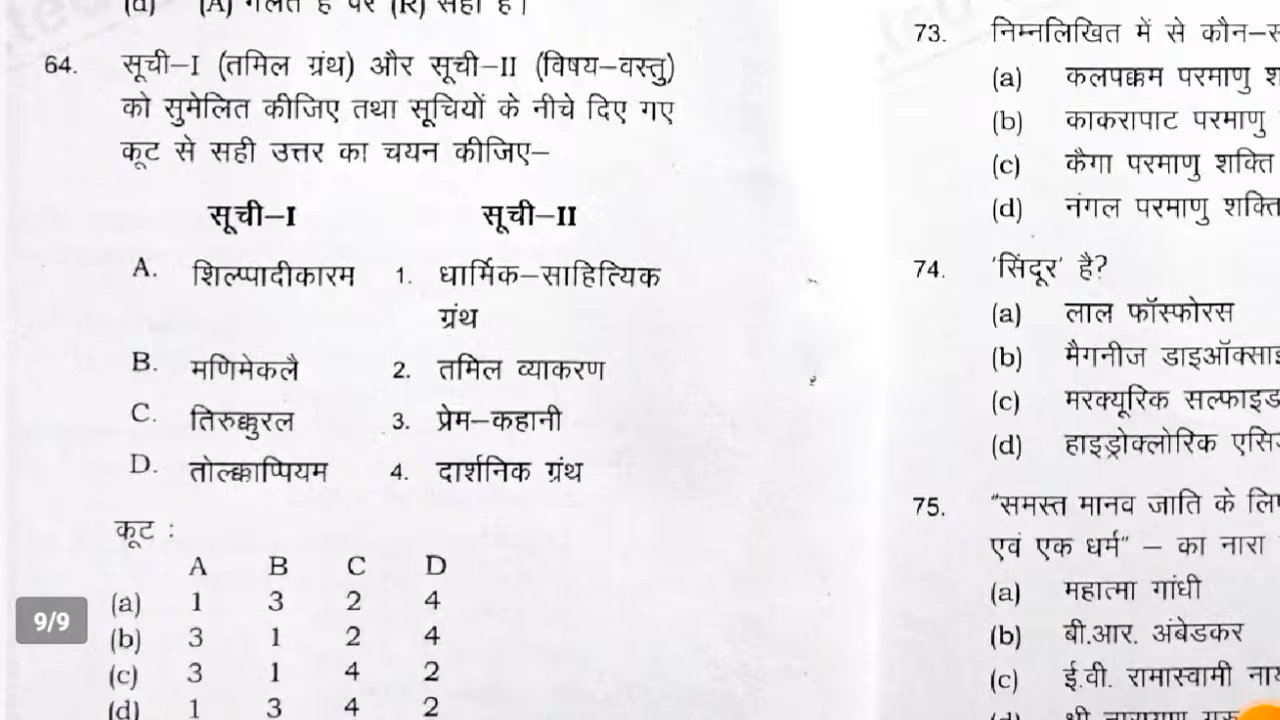 (d) (A) गलत है पर (R) सही है।
64. सूची–I (तमिल ग्रंथ) और सूची–II (विषय–वस्तु)
को सुमेलित कीजिए तथा सूचियों के नीचे दिए गए
कूट से सही उत्तर का चयन कीजिए–
सूची–I सूची–II
A. शिल्पादीकारम 1. धार्मिक–साहित्यिक
ग्रंथ
B. मणिमेकलै 2. तमिल व्याकरण
C. तिरुक्कुरल 3. प्रेम–कहानी
D. तोल्क्काप्पियम 4. दार्शनिक ग्रंथ
कूट :
A B C D
(a) 1 3 2 4
(b) 3 1 2 4
(c) 3 1 4 2
(d) 1 3 4 2
9/9
73. निम्नलिखित में से कौन–
(a) कलपक्कम परमाणु
(b) काकरापाट परमाणु
(c) कैगा परमाणु शक्ति
(d) नंगल परमाणु शक्ति
74. 'सिंदूर' है?
(a) लाल फॉस्फोरस
(b) मैगनीज
(c) मरक्यूरिक सल्फाइड
(d) हाइड्रोक्लोरिक
75. "समस्त मानव जाति के
एवं एक धर्म" – का नारा
(a) महात्मा गांधी
(b) बी.आर. अंबेडकर
(c) ई.वी. रामास्वामी